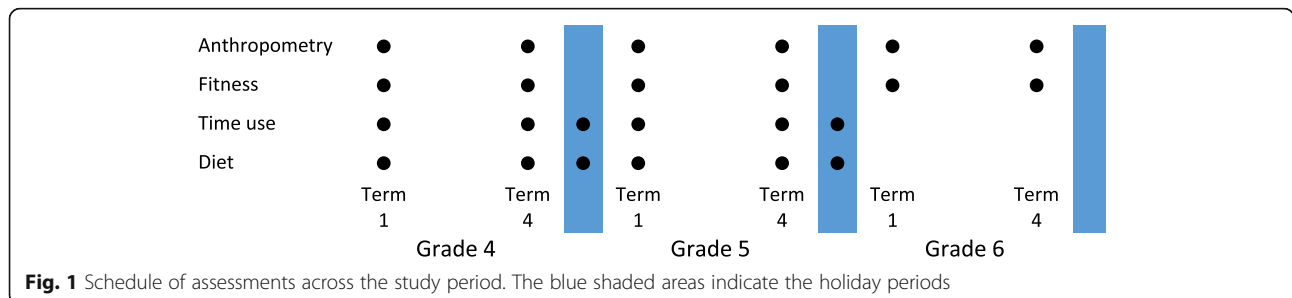 Anthropometry
Fitness
Time use
Diet
Term Term Term Term Term Term
1 4 1 4 1 4
Grade 4 Grade 5 Grade 6
Fig. 1 Schedule of assessments across the study period. The blue shaded areas indicate the holiday periods